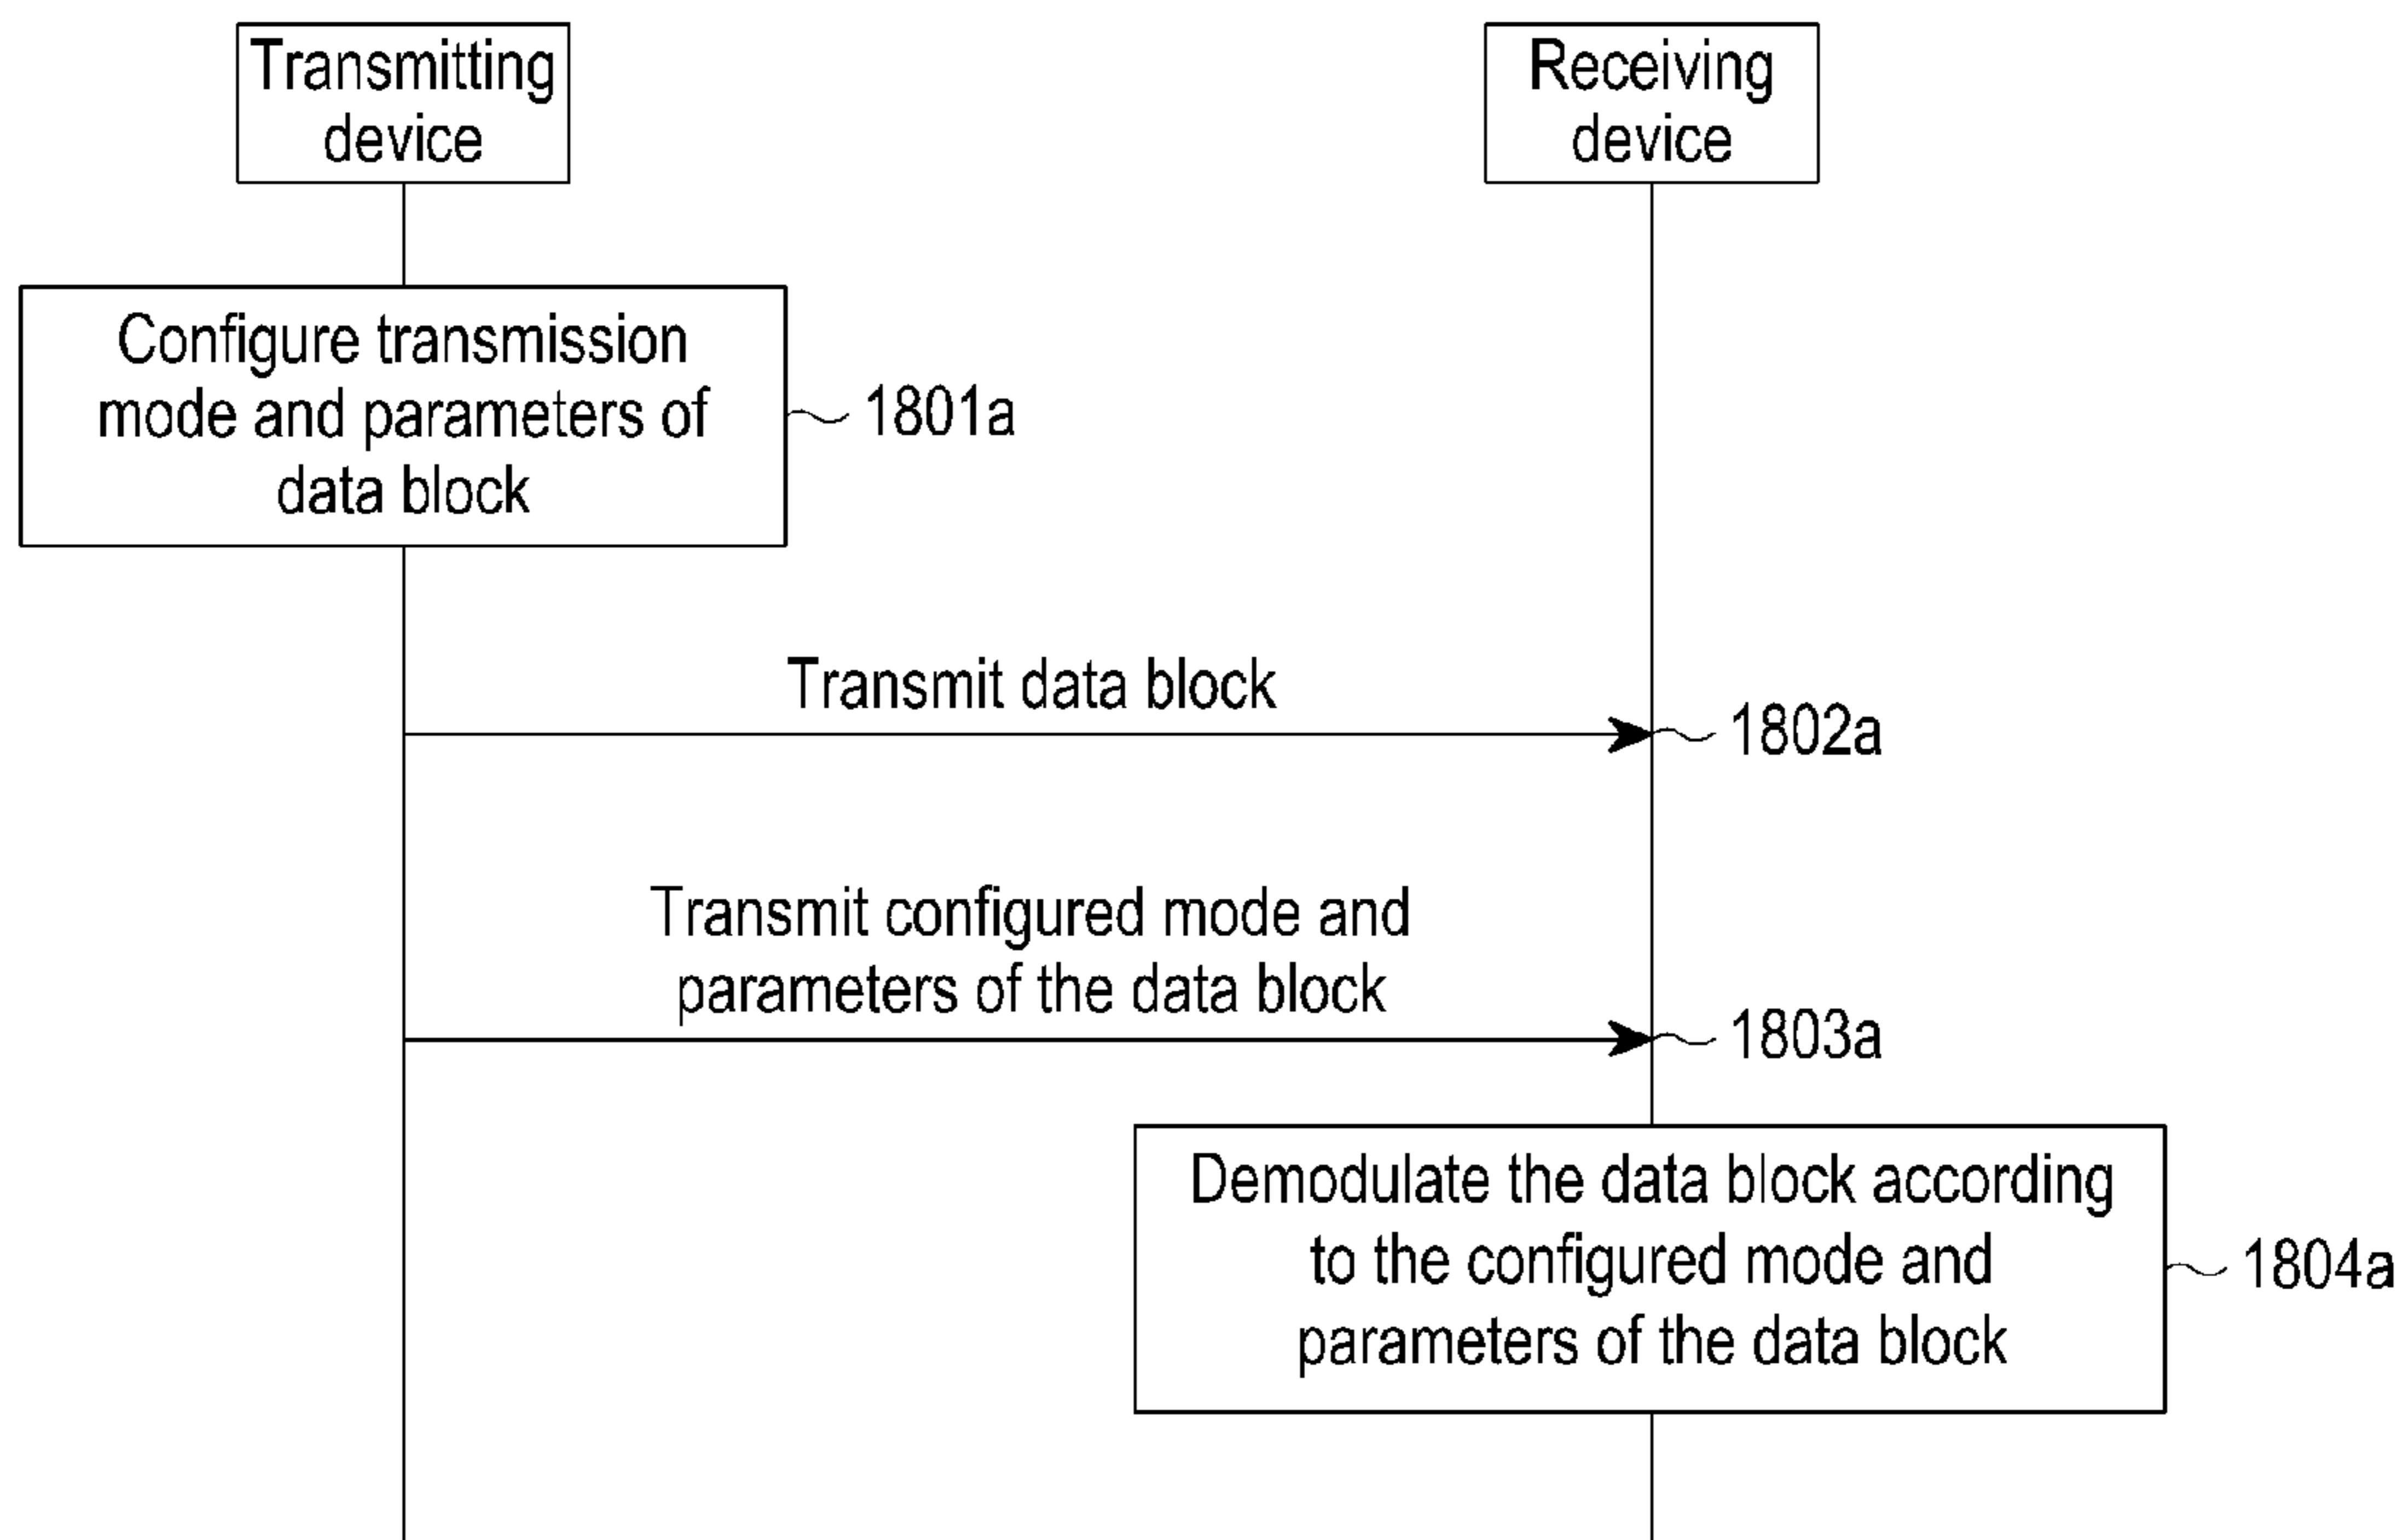 Transmitting
device
Receiving
device
Configure transmission
mode and parameters of
data block
1801a
Transmit data block
1802a
Transmit configured mode and
parameters of the data block
1803a
Demodulate the data block according
to the configured mode and
parameters of the data block
1804a